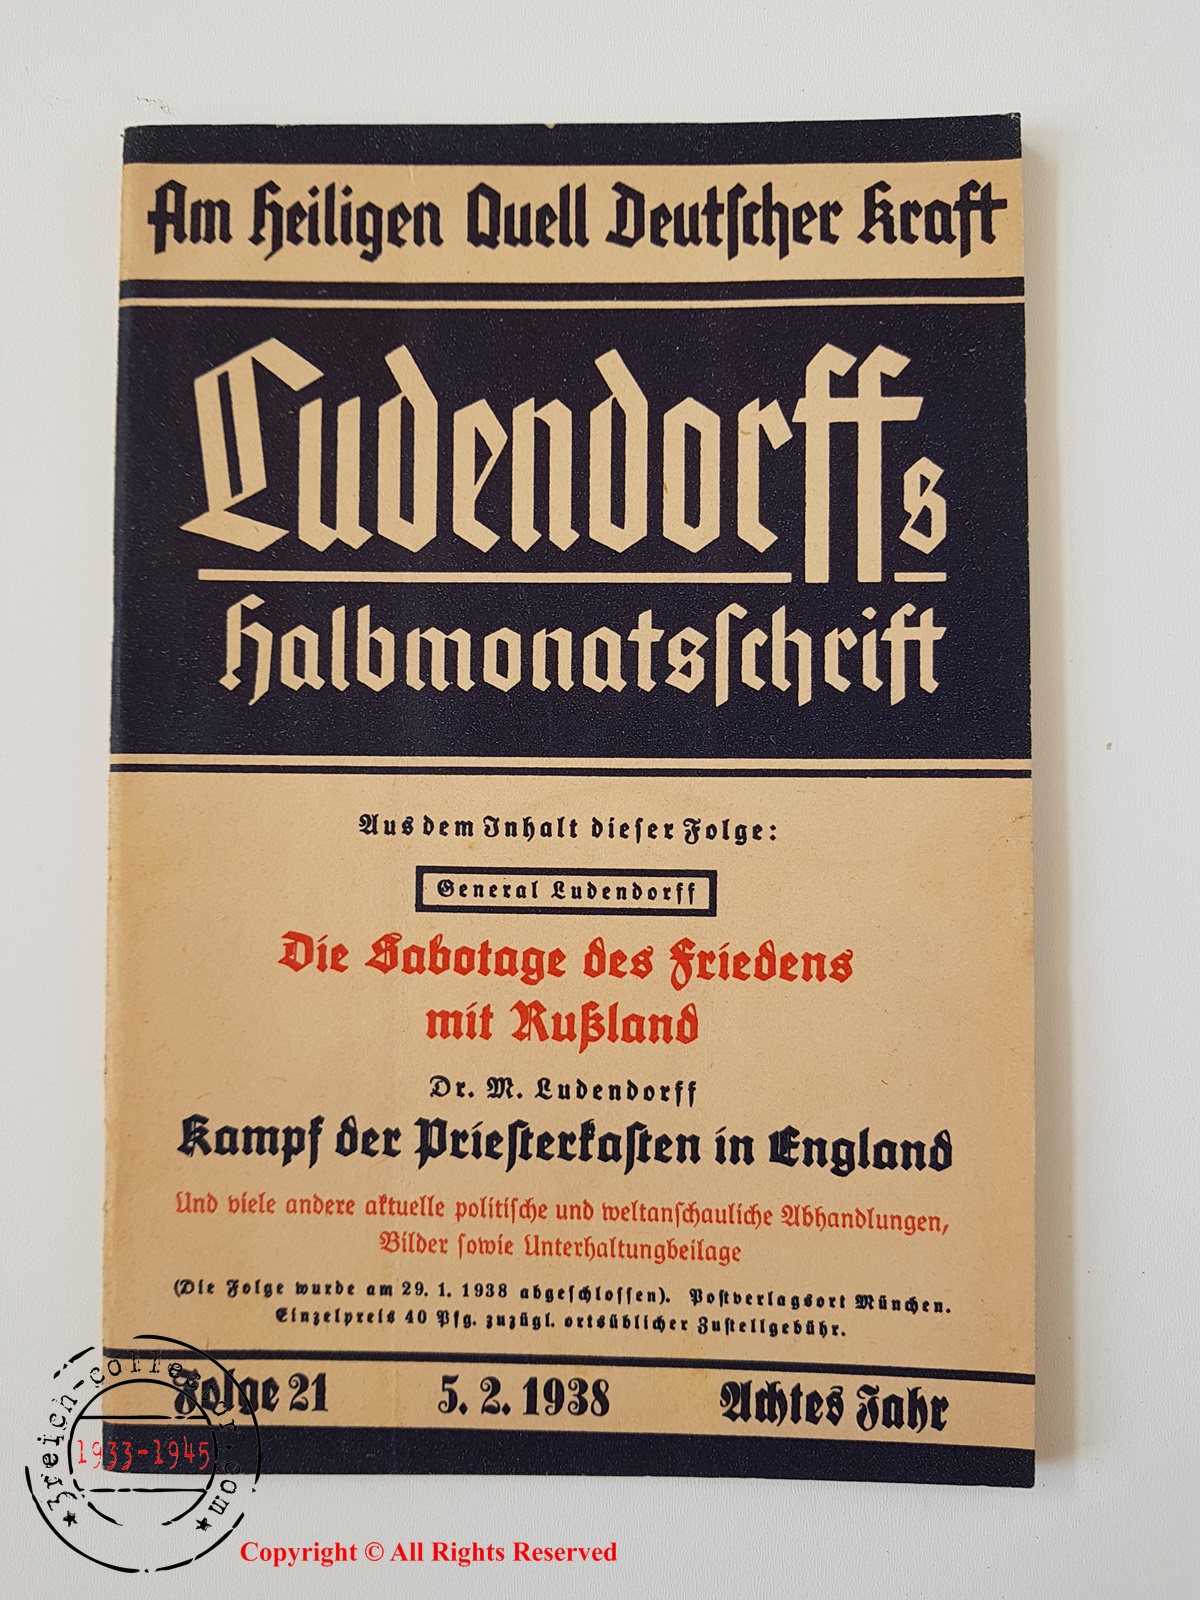 Am Heiligen Quell Deutscher Kraft
Ludendorffs
Halbmonatsschrift
Aus dem Inhalt dieser Folge:
General Ludendorff
Die Sabotage des Friedens
mit Rußland
Dr. M. Ludendorff
Kampf der Priesterkasten in England
Und viele andere aktuelle politische und weltanschauliche Abhandlungen,
Bilder sowie Unterhaltungbeilage
(Die Folge wurde am 29. 1. 1938 abgeschlossen). Postverlagsort München.
Einzelpreis 40 Pfg. zuzügl. ortsüblicher Zustellgebühr.
Folge 21 5. 2. 1938 Achtes Jahr
3reich-collector.com
1933-1945
Copyright © All Rights Reserved